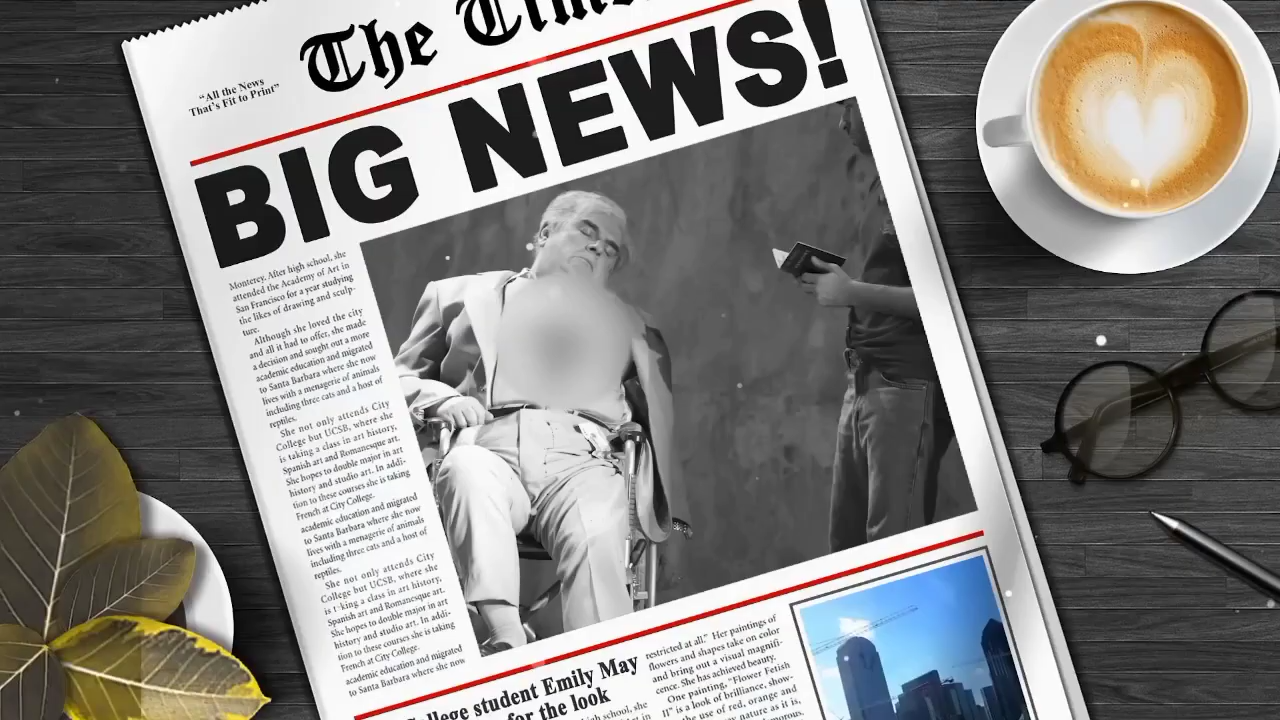 The Times
"All the News
That's Fit to Print"
BIG NEWS!
Monterey. After high school, she
attended the Academy of Art in
San Francisco for a year studying
the likes of drawing and sculp-
ture.
Although she loved the city
and all it had to offer, she made
a decision and sought out a more
academic education and migrated
to Santa Barbara where she now
lives with a menagerie of animals
including three cats and a host of
reptiles.
She not only attends City
College but UCSB, where she
is taking a class in art history,
Spanish art and Romanesque art.
She hopes to double major in art
history and studio art. In addi-
tion to these courses she is taking
French at City College.
academic education and migrated
to Santa Barbara where she now
lives with a menagerie of animals
including three cats and a host of
reptiles.
She not only attends City
College but UCSB, where she
is taking a class in art history,
Spanish art and Romanesque art.
She hopes to double major in art
history and studio art. In addi-
tion to these courses she is taking
French at City College.
academic education and migrated
to Santa Barbara where she now
College student Emily May
for the look
high school, she
restricted at all." Her paintings of
flowers and shapes take on color
and bring out a visual magnifi-
cence. She has achieved beauty.
One painting, "Flower Fetish
II" is a look of brilliance, show-
the use of red, orange and
nature as it is,